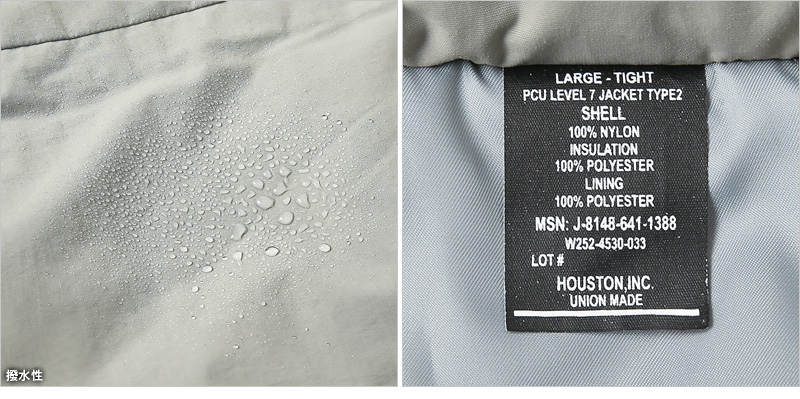 撥水性
LARGE - TIGHT
PCU LEVEL 7 JACKET TYPE2
SHELL
100% NYLON
INSULATION
100% POLYESTER
LINING
100% POLYESTER
MSN: J-8148-641-1388
W252-4530-033
LOT #
HOUSTON,INC.
UNION MADE